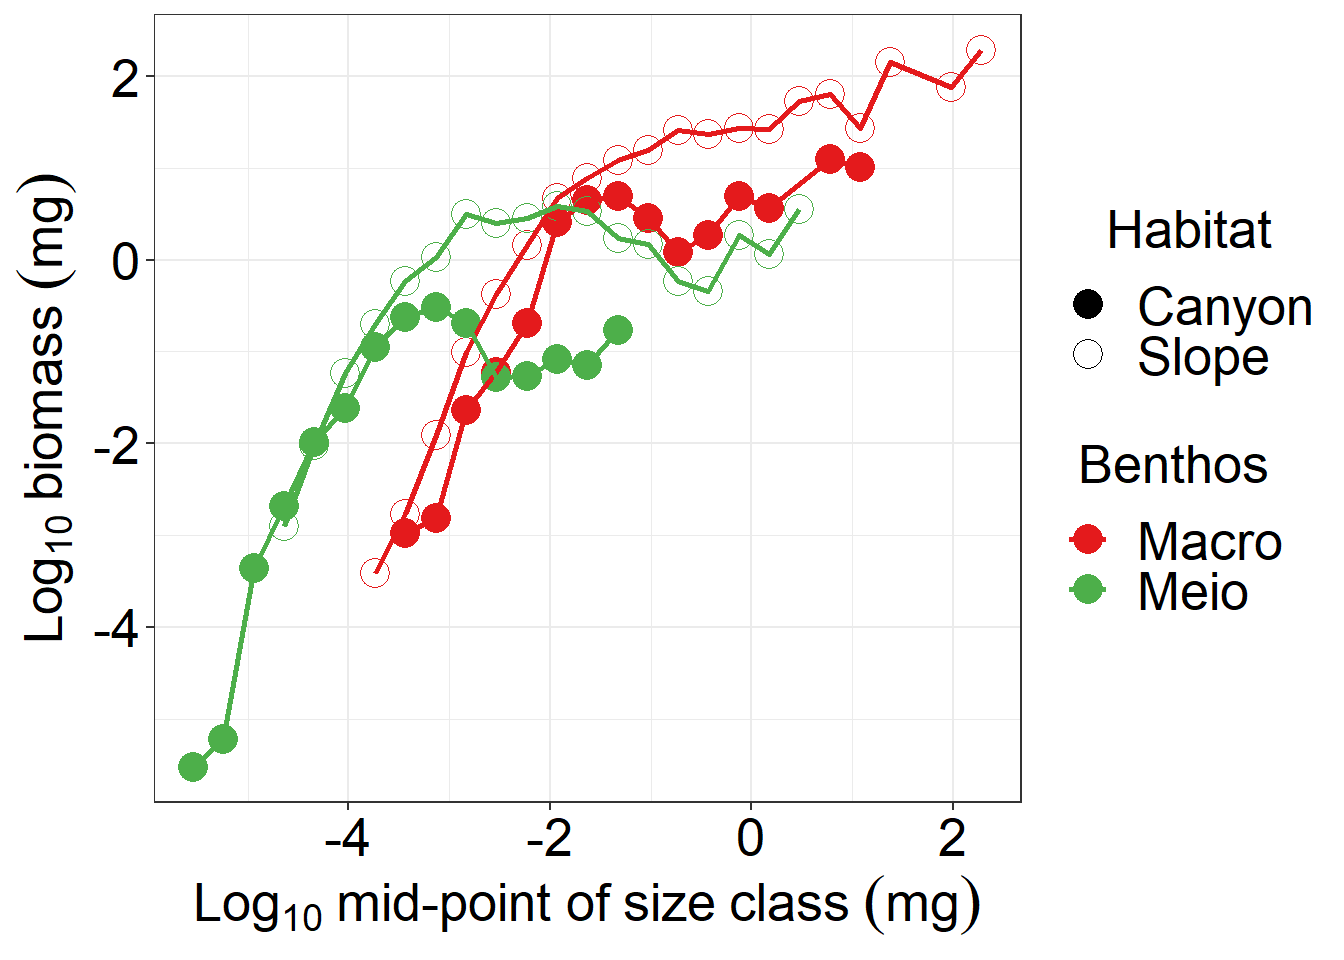 Log10 biomass (mg)
2
0
-2
-4
-4 -2 0 2
Log10 mid-point of size class (mg)
Habitat
Canyon
Slope
Benthos
Macro
Meio